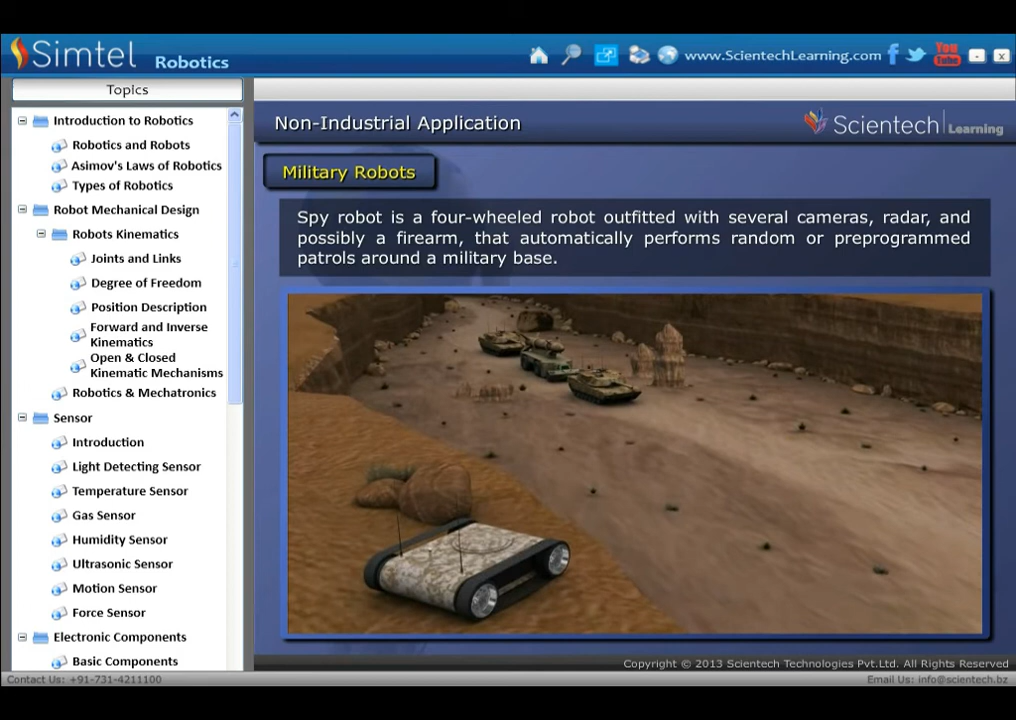 Simtel Robotics
www.ScientechLearning.com
You Tube
Topics
Introduction to Robotics
Robotics and Robots
Asimov's Laws of Robotics
Types of Robotics
Robot Mechanical Design
Robots Kinematics
Joints and Links
Degree of Freedom
Position Description
Forward and Inverse
Kinematics
Open & Closed
Kinematic Mechanisms
Robotics & Mechatronics
Sensor
Introduction
Light Detecting Sensor
Temperature Sensor
Gas Sensor
Humidity Sensor
Ultrasonic Sensor
Motion Sensor
Force Sensor
Electronic Components
Basic Components
Non-Industrial Application
Scientech Learning
Military Robots
Spy robot is a four-wheeled robot outfitted with several cameras, radar, and
possibly a firearm, that automatically performs random or preprogrammed
patrols around a military base.
Copyright © 2013 Scientech Technologies Pvt.Ltd. All Rights Reserved
Contact Us: +91-731-4211100
Email Us: info@scientech.bz